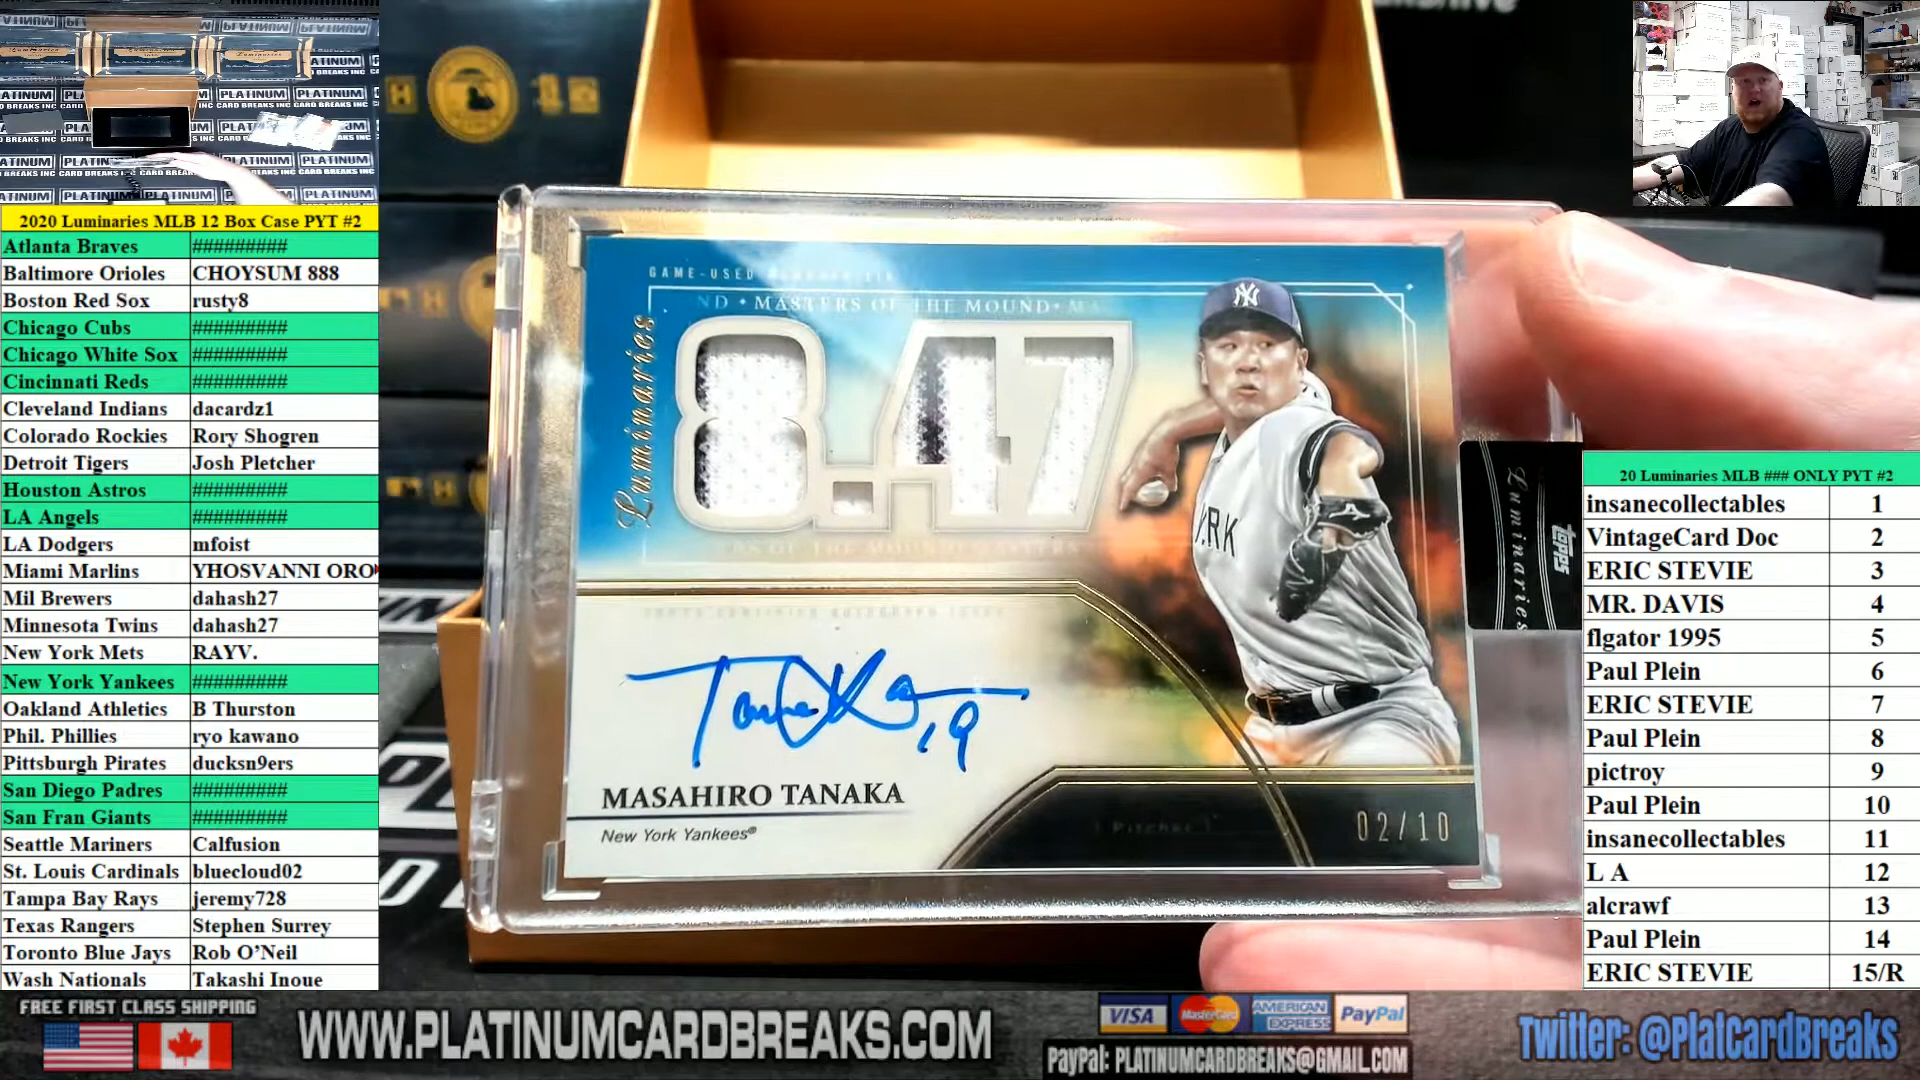 2020 Luminaries MLB 12 Box Case PYT #2
Atlanta Braves #########
Baltimore Orioles CHOYSUM 888
Boston Red Sox rusty8
Chicago Cubs #########
Chicago White Sox #########
Cincinnati Reds #########
Cleveland Indians dacardz1
Colorado Rockies Rory Shogren
Detroit Tigers Josh Pletcher
Houston Astros #########
LA Angels #########
LA Dodgers mfoist
Miami Marlins YHOSVANNI ORO
Mil Brewers dahash27
Minnesota Twins dahash27
New York Mets RAYV.
New York Yankees #########
Oakland Athletics B Thurston
Phil. Phillies ryo kawano
Pittsburgh Pirates ducksn9ers
San Diego Padres #########
San Fran Giants #########
Seattle Mariners Calfusion
St. Louis Cardinals bluecloud02
Tampa Bay Rays jeremy728
Texas Rangers Stephen Surrey
Toronto Blue Jays Rob O’Neil
Wash Nationals Takashi Inoue
GAME-USED
ND • MASTERS OF THE MOUND •
Luminaries
8.47
NY
Tanaka 19
MASAHIRO TANAKA
New York Yankees®
Pitcher
02/10
topps
Luminaries
20 Luminaries MLB ### ONLY PYT #2
insanecollectables 1
VintageCard Doc 2
ERIC STEVIE 3
MR. DAVIS 4
flgator 1995 5
Paul Plein 6
ERIC STEVIE 7
Paul Plein 8
pictroy 9
Paul Plein 10
insanecollectables 11
L A 12
alcrawf 13
Paul Plein 14
ERIC STEVIE 15/R
FREE FIRST CLASS SHIPPING
WWW.PLATINUMCARDBREAKS.COM
VISA MasterCard AMERICAN EXPRESS PayPal
PayPal: PLATINUMCARDBREAKS@GMAIL.COM
Twitter: @PlatCardBreaks